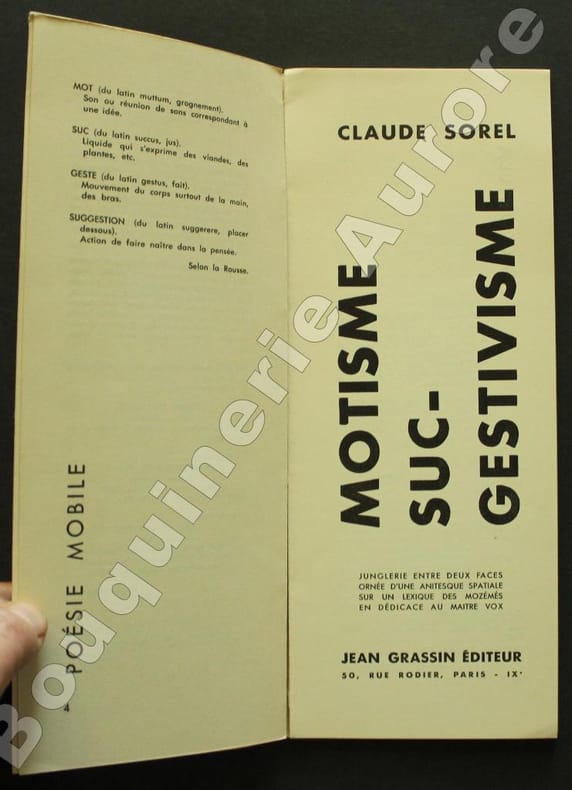 MOT (du latin muttum, grognement).
Son ou réunion de sons correspondant à
une idée.
SUC (du latin succus, jus).
Liquide qui s'exprime des viandes, des
plantes, etc.
GESTE (du latin gestus, fait).
Mouvement du corps surtout de la main,
des bras.
SUGGESTION (du latin suggerere, placer
dessous).
Action de faire naître dans la pensée.
Selon la Rousse.
4 POÉSIE MOBILE
CLAUDE SOREL
MOTISME
SUC-
GESTIVISME
JUNGLERIE ENTRE DEUX FACES
ORNÉE D'UNE ANITESQUE SPATIALE
SUR UN LEXIQUE DES MOZÉMÉS
EN DÉDICACE AU MAITRE VOX
JEAN GRASSIN ÉDITEUR
50, RUE RODIER, PARIS - IXe
Bouquinerie Aurore